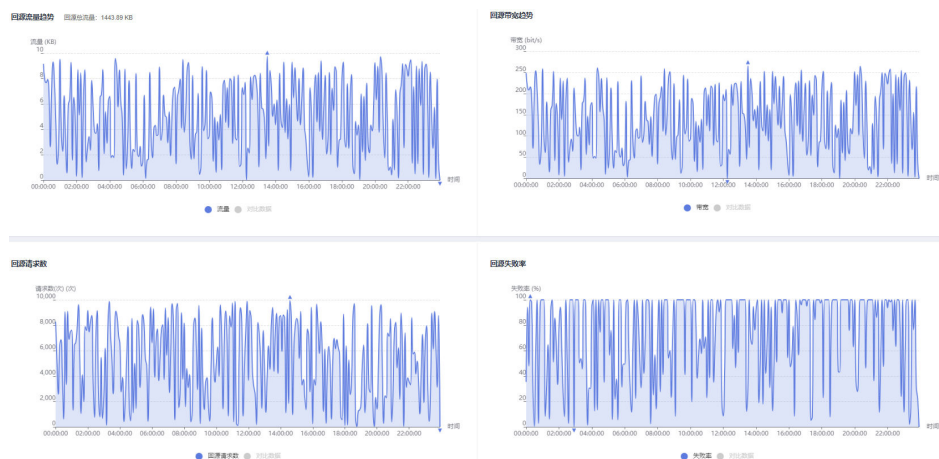 回源流量趋势 回源总流量: 1443.89 KB
流量 (KB)
10
8
6
4
2
0
00:00:00 02:00:00 04:00:00 06:00:00 08:00:00 10:00:00 12:00:00 14:00:00 16:00:00 18:00:00 20:00:00 22:00:00 时间
流量 对比数据
回源带宽趋势
带宽 (bit/s)
300
250
200
150
100
50
0
00:00:00 02:00:00 04:00:00 06:00:00 08:00:00 10:00:00 12:00:00 14:00:00 16:00:00 18:00:00 20:00:00 22:00:00 时间
带宽 对比数据
回源请求数
请求数(次) (次)
10,000
8,000
6,000
4,000
2,000
0
00:00:00 02:00:00 04:00:00 06:00:00 08:00:00 10:00:00 12:00:00 14:00:00 16:00:00 18:00:00 20:00:00 22:00:00 时间
回源请求数 对比数据
回源失败率
失败率 (%)
100
80
60
40
20
0
00:00:00 02:00:00 04:00:00 06:00:00 08:00:00 10:00:00 12:00:00 14:00:00 16:00:00 18:00:00 20:00:00 22:00:00 时间
失败率 对比数据